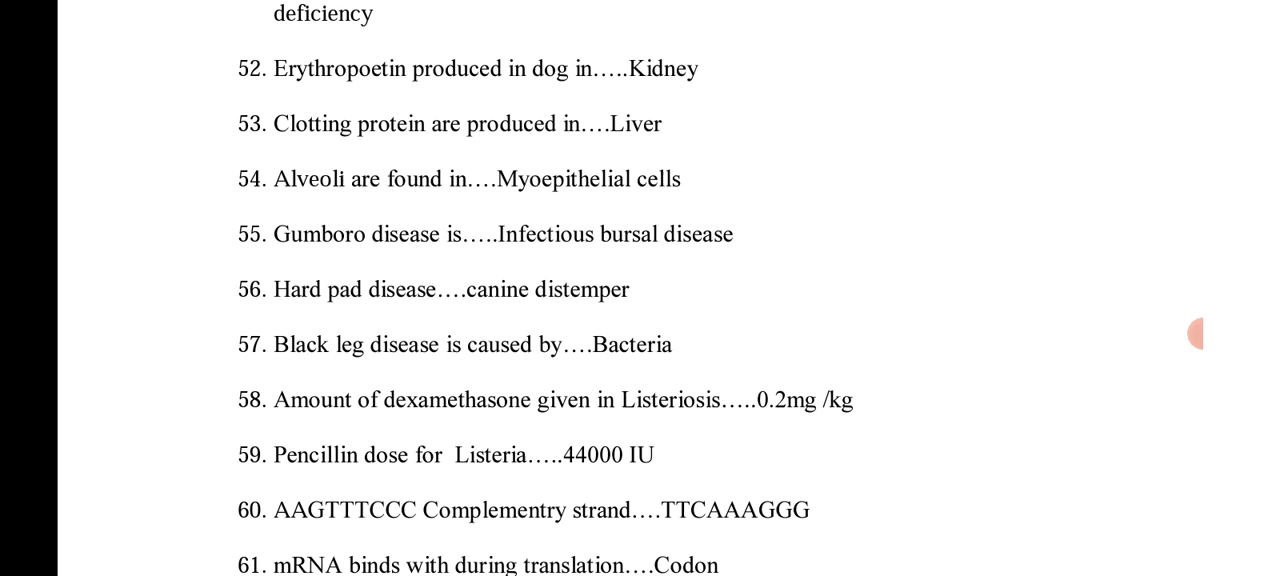 deficiency
52. Erythropoetin produced in dog in…..Kidney
53. Clotting protein are produced in….Liver
54. Alveoli are found in….Myoepithelial cells
55. Gumboro disease is…..Infectious bursal disease
56. Hard pad disease….canine distemper
57. Black leg disease is caused by….Bacteria
58. Amount of dexamethasone given in Listeriosis…..0.2mg /kg
59. Pencillin dose for  Listeria…..44000 IU
60. AAGTTTCCC Complementry strand….TTCAAAGGG
61. mRNA binds with during translation….Codon